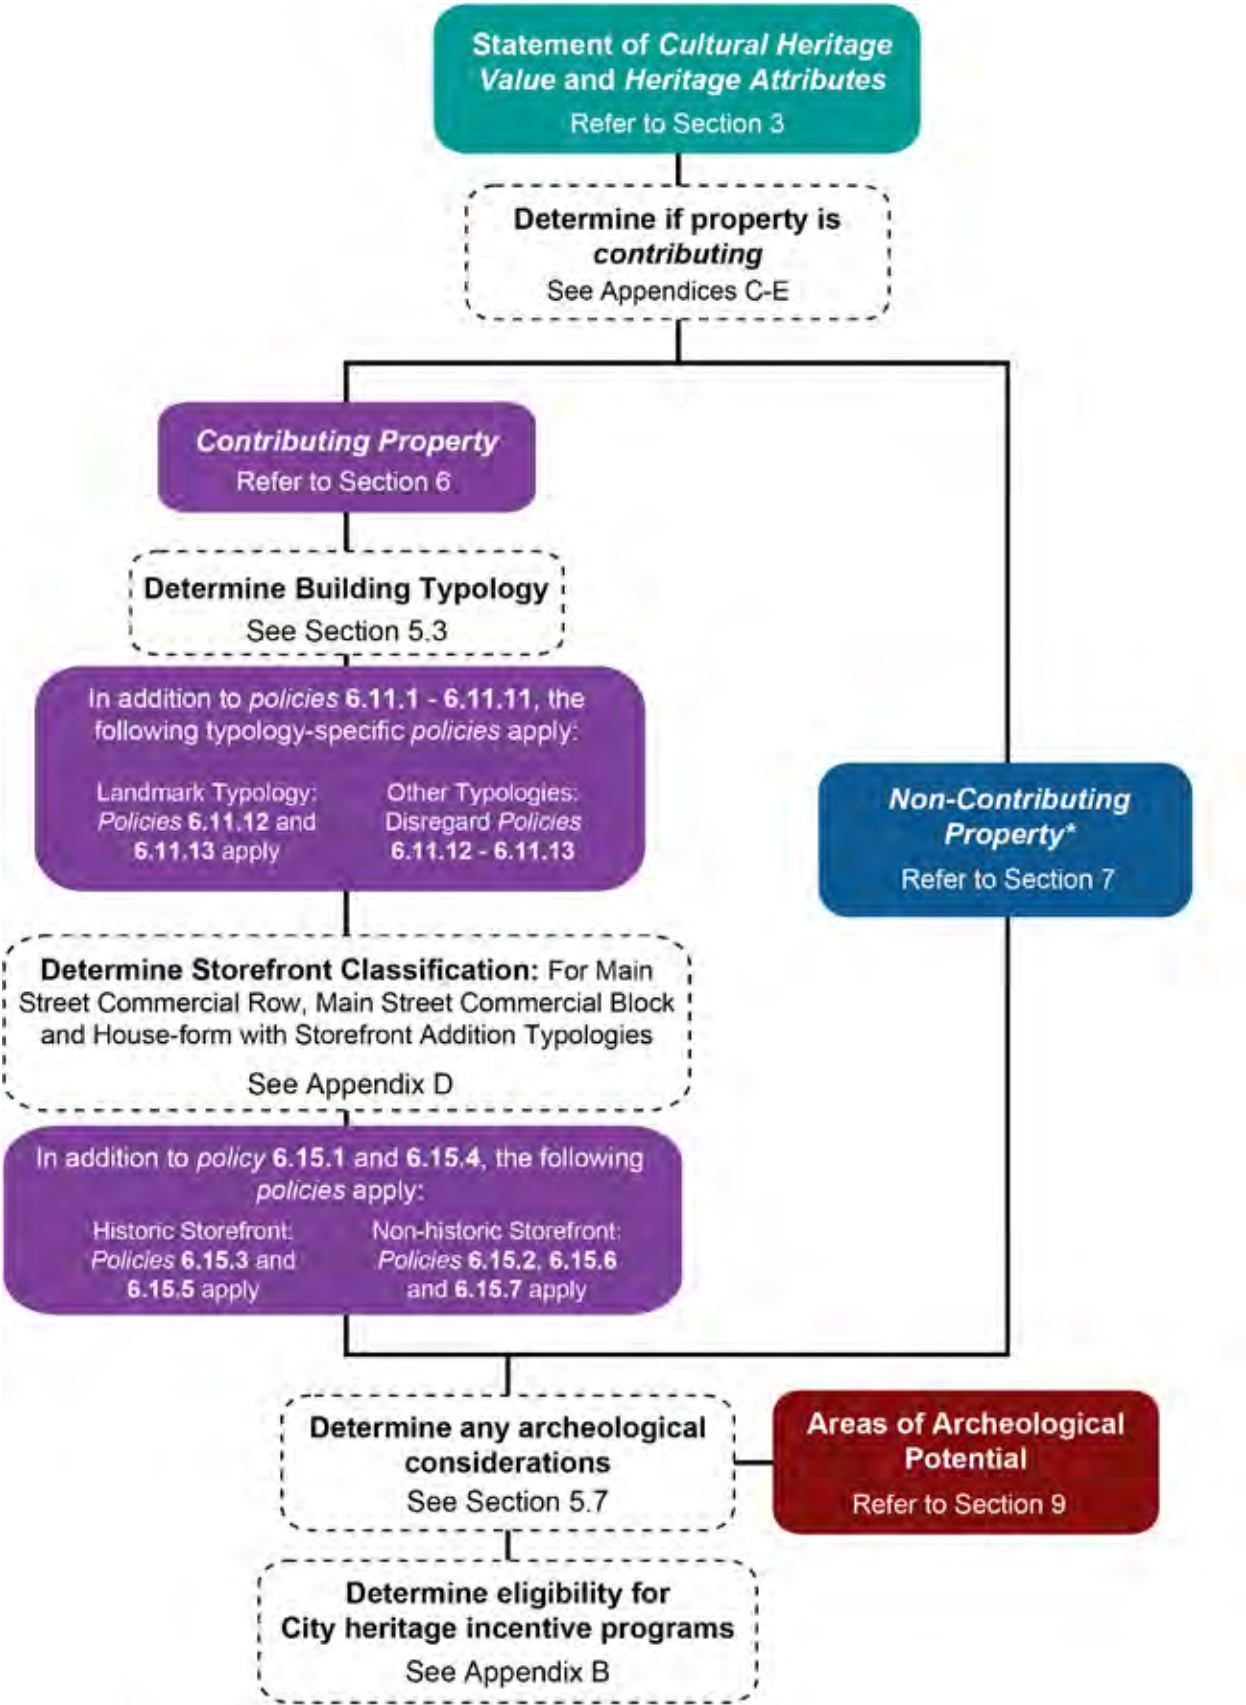 Statement of Cultural Heritage
Value and Heritage Attributes
Refer to Section 3
Determine if property is
contributing
See Appendices C-E
Contributing Property
Refer to Section 6
Determine Building Typology
See Section 5.3
In addition to policies 6.11.1 - 6.11.11, the
following typology-specific policies apply:
Landmark Typology:
Policies 6.11.12 and
6.11.13 apply
Other Typologies:
Disregard Policies
6.11.12 - 6.11.13
Non-Contributing
Property*
Refer to Section 7
Determine Storefront Classification: For Main
Street Commercial Row, Main Street Commercial Block
and House-form with Storefront Addition Typologies
See Appendix D
In addition to policy 6.15.1 and 6.15.4, the following
policies apply:
Historic Storefront:
Policies 6.15.3 and
6.15.5 apply
Non-historic Storefront:
Policies 6.15.2, 6.15.6
and 6.15.7 apply
Determine any archeological
considerations
See Section 5.7
Areas of Archeological
Potential
Refer to Section 9
Determine eligibility for
City heritage incentive programs
See Appendix B